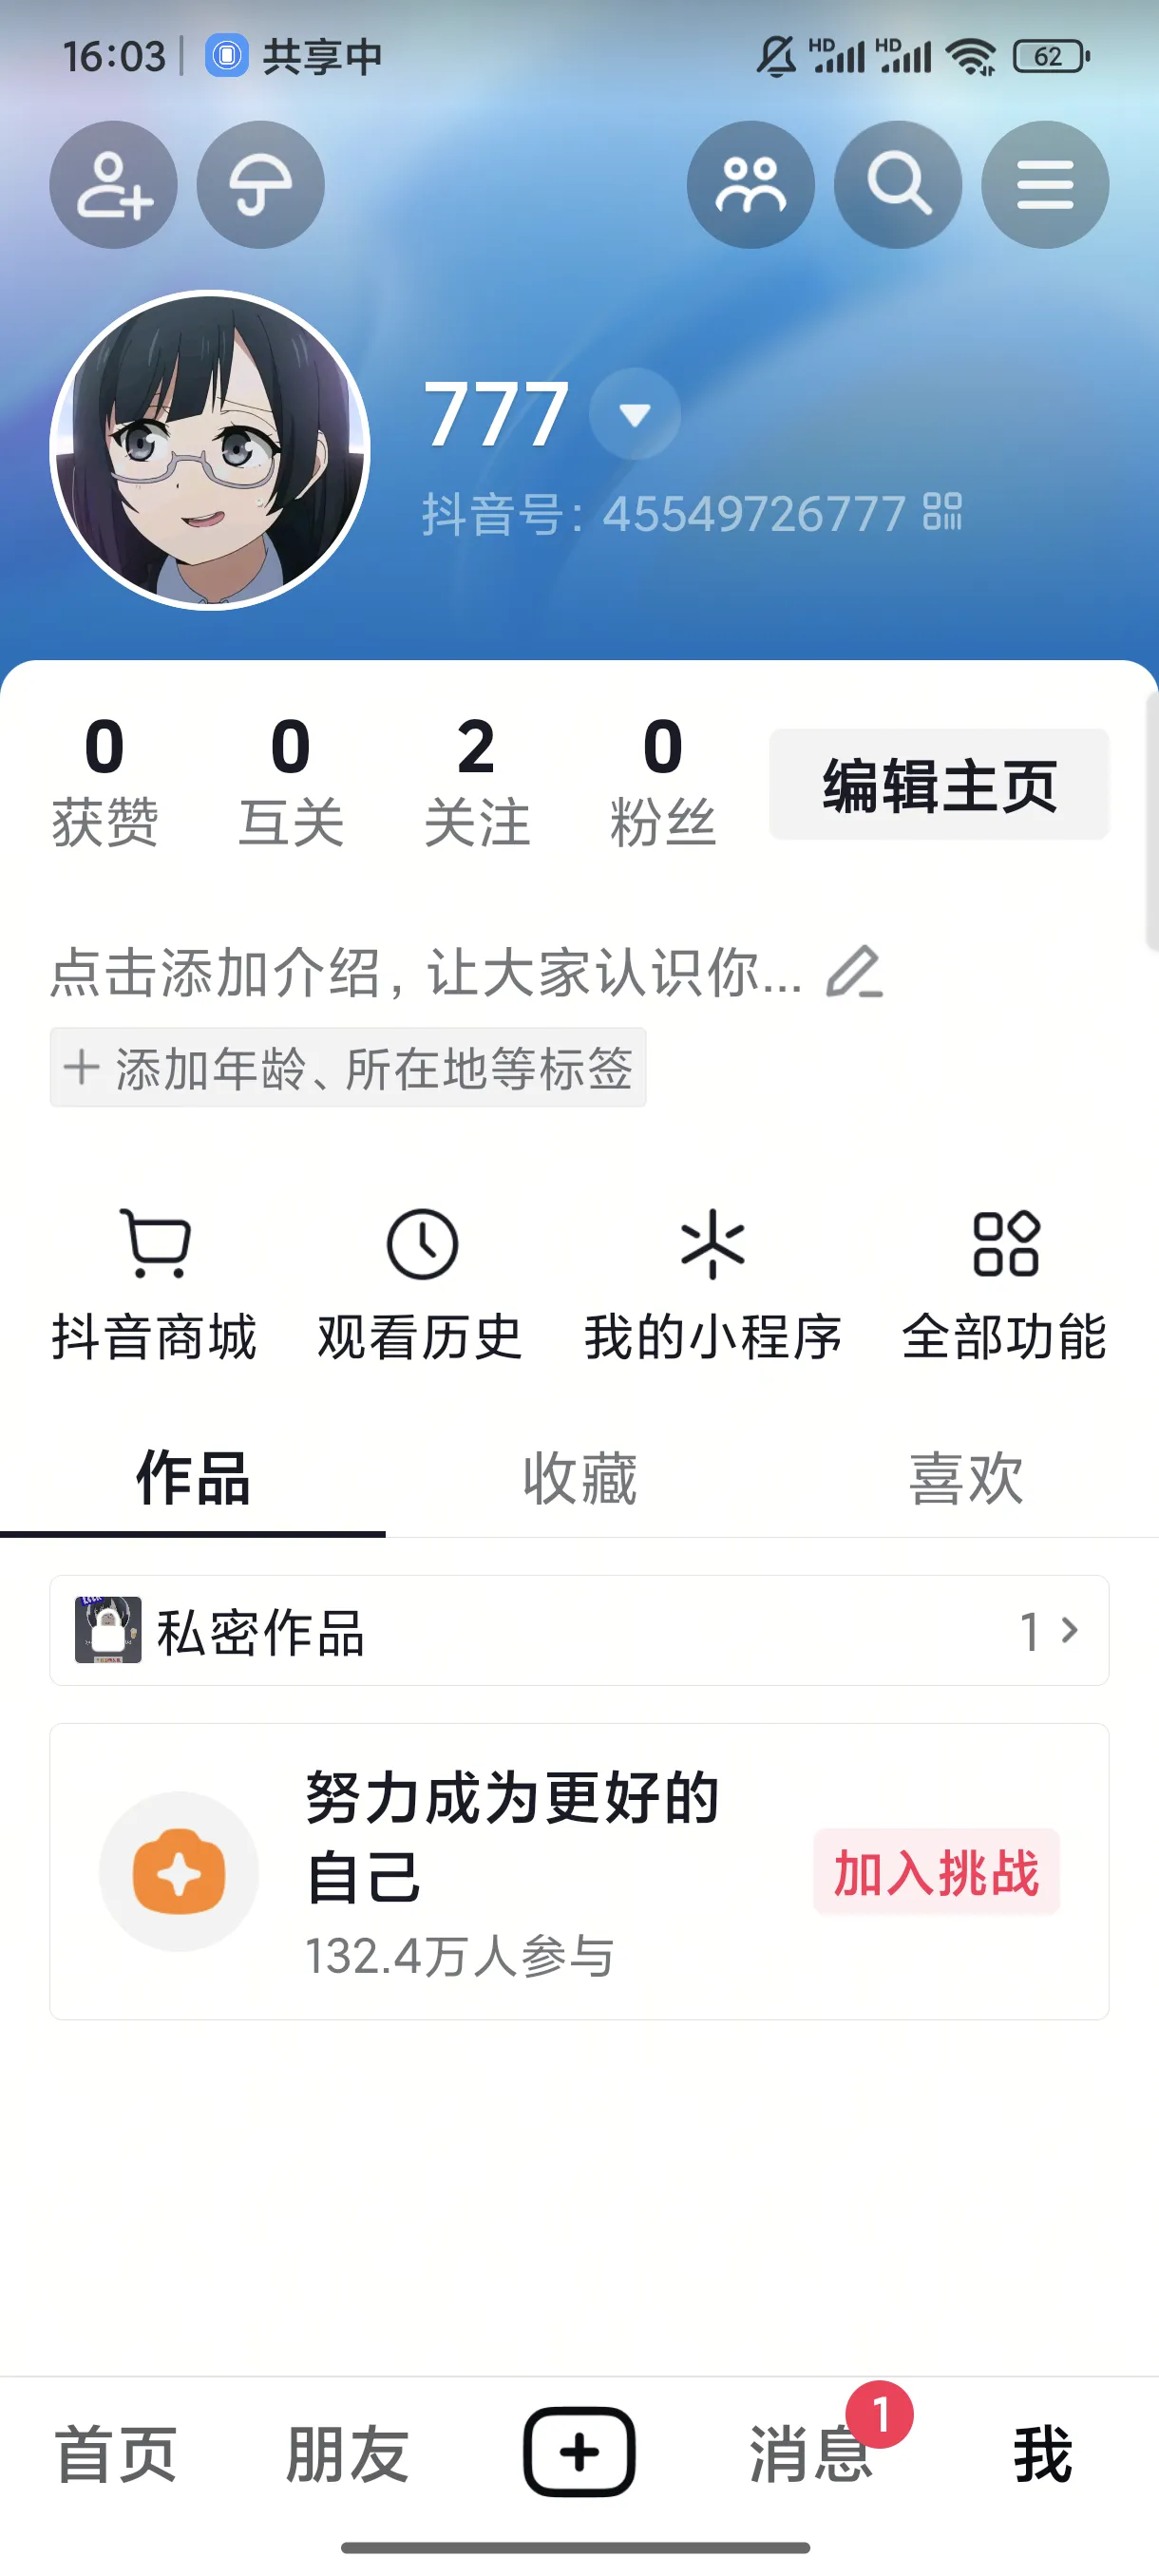 16:03 共享中 HD HD 62
777
抖音号: 45549726777
0 0 2 0
获赞 互关 关注 粉丝
编辑主页
点击添加介绍, 让大家认识你...
+ 添加年龄、所在地等标签
抖音商城 观看历史 我的小程序 全部功能
作品 收藏 喜欢
私密作品 1
努力成为更好的
自己
132.4万人参与
加入挑战
首页 朋友 消息 1 我